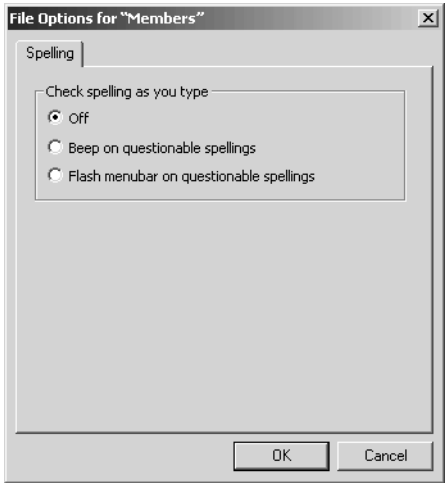 File Options for “Members”
Spelling
Check spelling as you type
Off
Beep on questionable spellings
Flash menubar on questionable spellings
OK
Cancel